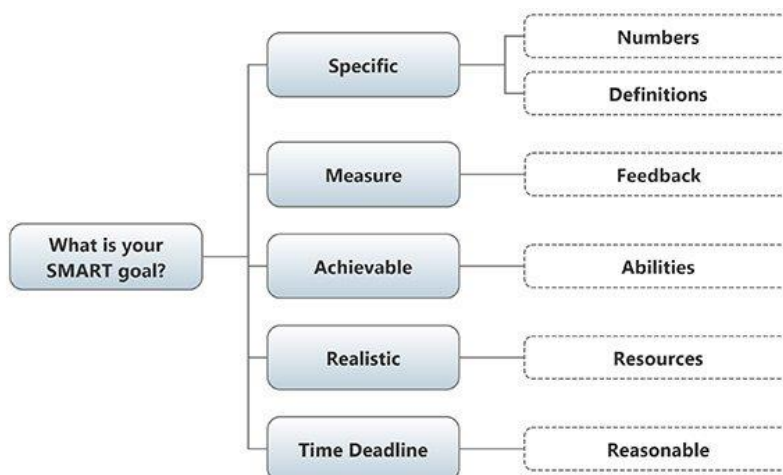 What is your
SMART goal?
Specific
Numbers
Definitions
Measure
Feedback
Achievable
Abilities
Realistic
Resources
Time Deadline
Reasonable